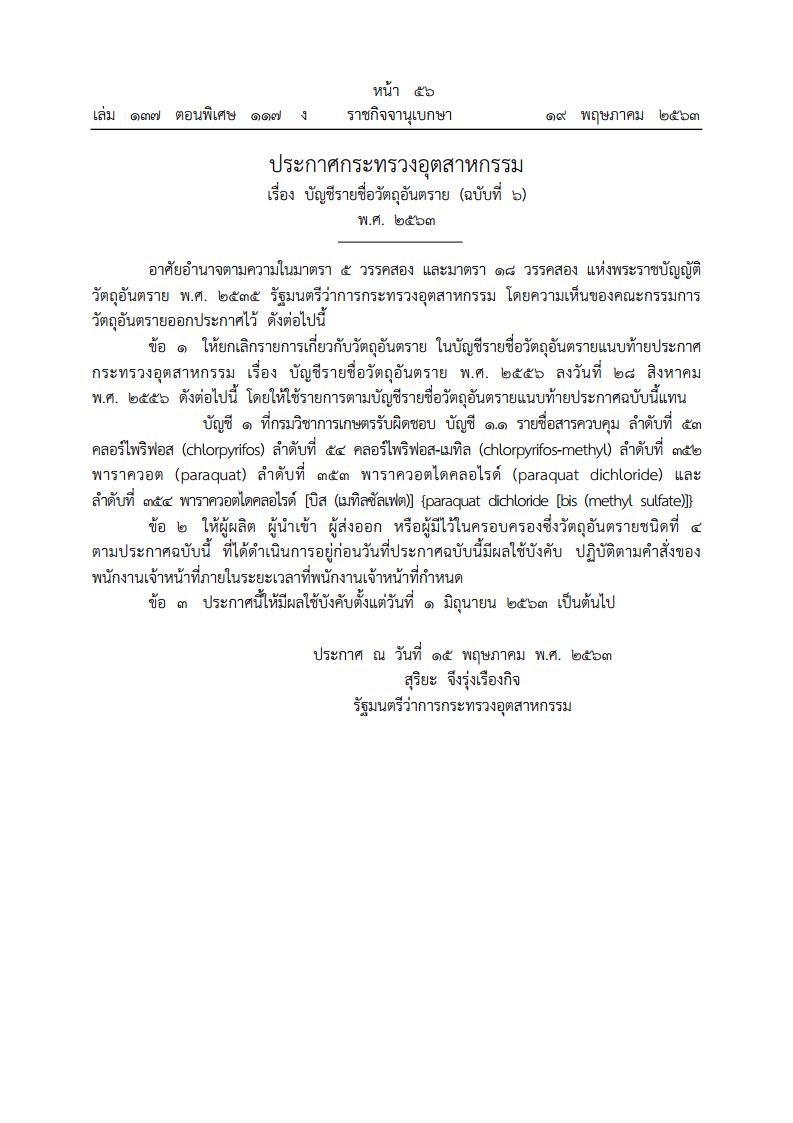 หน้า ๕๖
เล่ม ๑๓๗ ตอนพิเศษ ๑๑๗ ง ราชกิจจานุเบกษา ๑๙ พฤษภาคม ๒๕๖๓
ประกาศกระทรวงอุตสาหกรรม
เรื่อง บัญชีรายชื่อวัตถุอันตราย (ฉบับที่ ๖)
พ.ศ. ๒๕๖๓
อาศัยอำนาจตามความในมาตรา ๕ วรรคสอง และมาตรา ๑๘ วรรคสอง แห่งพระราชบัญญัติ
วัตถุอันตราย พ.ศ. ๒๕๓๕ รัฐมนตรีว่าการกระทรวงอุตสาหกรรม โดยความเห็นของคณะกรรมการ
วัตถุอันตรายออกประกาศไว้ ดังต่อไปนี้
ข้อ ๑ ให้ยกเลิกรายการเกี่ยวกับวัตถุอันตราย ในบัญชีรายชื่อวัตถุอันตรายแนบท้ายประกาศ
กระทรวงอุตสาหกรรม เรื่อง บัญชีรายชื่อวัตถุอันตราย พ.ศ. ๒๕๕๖ ลงวันที่ ๒๘ สิงหาคม
พ.ศ. ๒๕๕๖ ดังต่อไปนี้ โดยให้ใช้รายการตามบัญชีรายชื่อวัตถุอันตรายแนบท้ายประกาศฉบับนี้แทน
บัญชี ๑ ที่กรมวิชาการเกษตรรับผิดชอบ บัญชี ๑.๑ รายชื่อสารควบคุม ลำดับที่ ๕๓
คลอร์ไพริฟอส (chlorpyrifos) ลำดับที่ ๕๔ คลอร์ไพริฟอส-เมทิล (chlorpyrifos-methyl) ลำดับที่ ๓๕๒
พาราควอต (paraquat) ลำดับที่ ๓๕๓ พาราควอตไดคลอไรด์ (paraquat dichloride) และ
ลำดับที่ ๓๕๔ พาราควอตไดคลอไรด์ [บิส (เมทิลซัลเฟต)] {paraquat dichloride [bis (methyl sulfate)]}
ข้อ ๒ ให้ผู้ผลิต ผู้นำเข้า ผู้ส่งออก หรือผู้มีไว้ในครอบครองซึ่งวัตถุอันตรายชนิดที่ ๔
ตามประกาศฉบับนี้ ที่ได้ดำเนินการอยู่ก่อนวันที่ประกาศฉบับนี้มีผลใช้บังคับ ปฏิบัติตามคำสั่งของ
พนักงานเจ้าหน้าที่ภายในระยะเวลาที่พนักงานเจ้าหน้าที่กำหนด
ข้อ ๓ ประกาศนี้ให้มีผลใช้บังคับตั้งแต่วันที่ ๑ มิถุนายน ๒๕๖๓ เป็นต้นไป
ประกาศ ณ วันที่ ๑๕ พฤษภาคม พ.ศ. ๒๕๖๓
สุริยะ จึงรุ่งเรืองกิจ
รัฐมนตรีว่าการกระทรวงอุตสาหกรรม